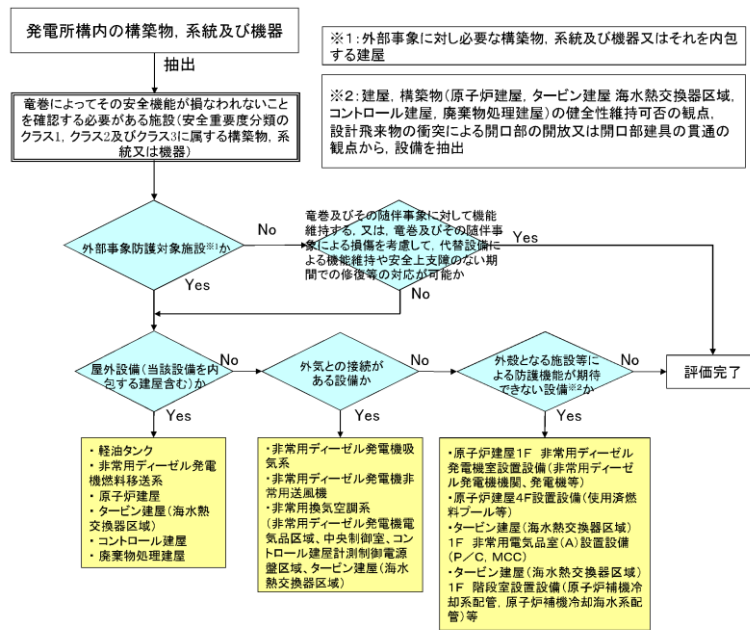 発電所構内の構築物，系統及び機器
抽出
※１：外部事象に対し必要な構築物，系統及び機器又はそれを内包
する建屋
竜巻によってその安全機能が損なわれないこと
を確認する必要がある施設（安全重要度分類の
クラス1，クラス2及びクラス3に属する構築物，系
統又は機器）
※２：建屋，構築物（原子炉建屋，タービン建屋 海水熱交換器区域，
コントロール建屋，廃棄物処理建屋）の健全性維持可否の観点，
設計飛来物の衝突による開口部の開放又は開口部建具の貫通の
観点から，設備を抽出
外部事象防護対象施設※1か
No
Yes
竜巻及びその随伴事象に対して機能
維持する，又は，竜巻及びその随伴事
象による損傷を考慮して，代替設備に
よる機能維持や安全上支障のない期
間での修復等の対応が可能か
Yes
No
屋外設備（当該設備を内
包する建屋含む）か
No
Yes
外気との接続が
ある設備か
No
Yes
外殻となる施設等に
よる防護機能が期待
できない設備※2か
No
Yes
評価完了
・ 軽油タンク
・ 非常用ディーゼル発電
機燃料移送系
・ 原子炉建屋
・ タービン建屋（海水熱
交換器区域）
・ コントロール建屋
・ 廃棄物処理建屋
・非常用ディーゼル発電機吸
気系
・非常用ディーゼル発電機非
常用送風機
・非常用換気空調系
（非常用ディーゼル発電機電
気品区域、中央制御室、コン
トロール建屋計測制御電源
盤区域、タービン建屋（海水
熱交換器区域）
・原子炉建屋1F 非常用ディーゼル
発電機室設置設備（非常用ディーゼ
ル発電機機関、発電機等）
・原子炉建屋4F設置設備（使用済燃
料プール等）
・タービン建屋（海水熱交換器区域）
1F 非常用電気品室（A）設置設備
（P／C，MCC）
・タービン建屋（海水熱交換器区域）
1F 階段室設置設備（原子炉補機冷
却系配管，原子炉補機冷却海水系配
管）等